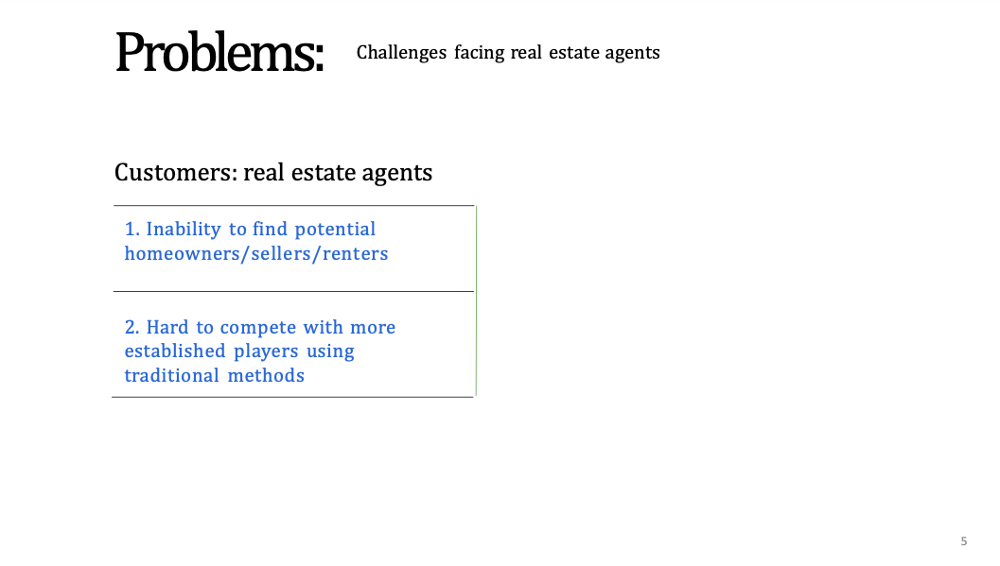 Problems: Challenges facing real estate agents
Customers: real estate agents
1. Inability to find potential
homeowners/sellers/renters
2. Hard to compete with more
established players using
traditional methods
5